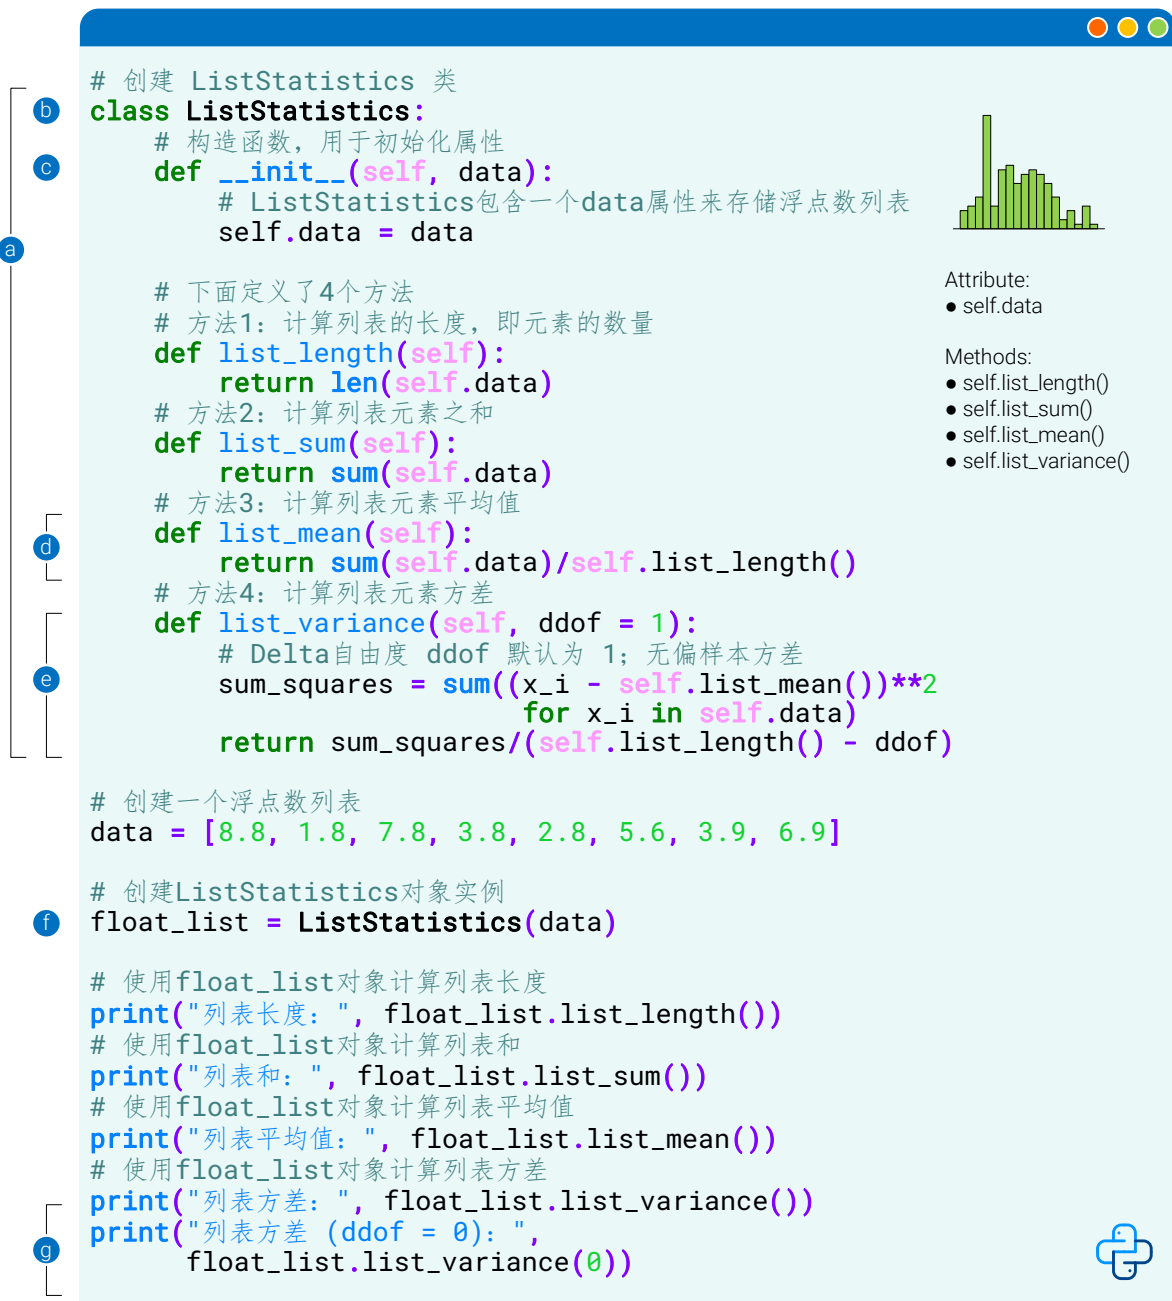 # 创建 ListStatistics 类
b
class ListStatistics:
# 构造函数，用于初始化属性
c
def __init__(self, data):
# ListStatistics包含一个data属性来存储浮点数列表
self.data = data
a
# 下面定义了4个方法
# 方法1：计算列表的长度，即元素的数量
def list_length(self):
return len(self.data)
# 方法2：计算列表元素之和
def list_sum(self):
return sum(self.data)
# 方法3：计算列表元素平均值
def list_mean(self):
d
return sum(self.data)/self.list_length()
# 方法4：计算列表元素方差
def list_variance(self, ddof = 1):
# Delta自由度 ddof 默认为 1；无偏样本方差
e
sum_squares = sum((x_i - self.list_mean())**2
for x_i in self.data)
return sum_squares/(self.list_length() - ddof)
Attribute:
● self.data
Methods:
● self.list_length()
● self.list_sum()
● self.list_mean()
● self.list_variance()
# 创建一个浮点数列表
data = [8.8, 1.8, 7.8, 3.8, 2.8, 5.6, 3.9, 6.9]
# 创建ListStatistics对象实例
f
float_list = ListStatistics(data)
# 使用float_list对象计算列表长度
print("列表长度：", float_list.list_length())
# 使用float_list对象计算列表和
print("列表和：", float_list.list_sum())
# 使用float_list对象计算列表平均值
print("列表平均值：", float_list.list_mean())
# 使用float_list对象计算列表方差
print("列表方差：", float_list.list_variance())
print("列表方差 (ddof = 0)：",
g
float_list.list_variance(0))